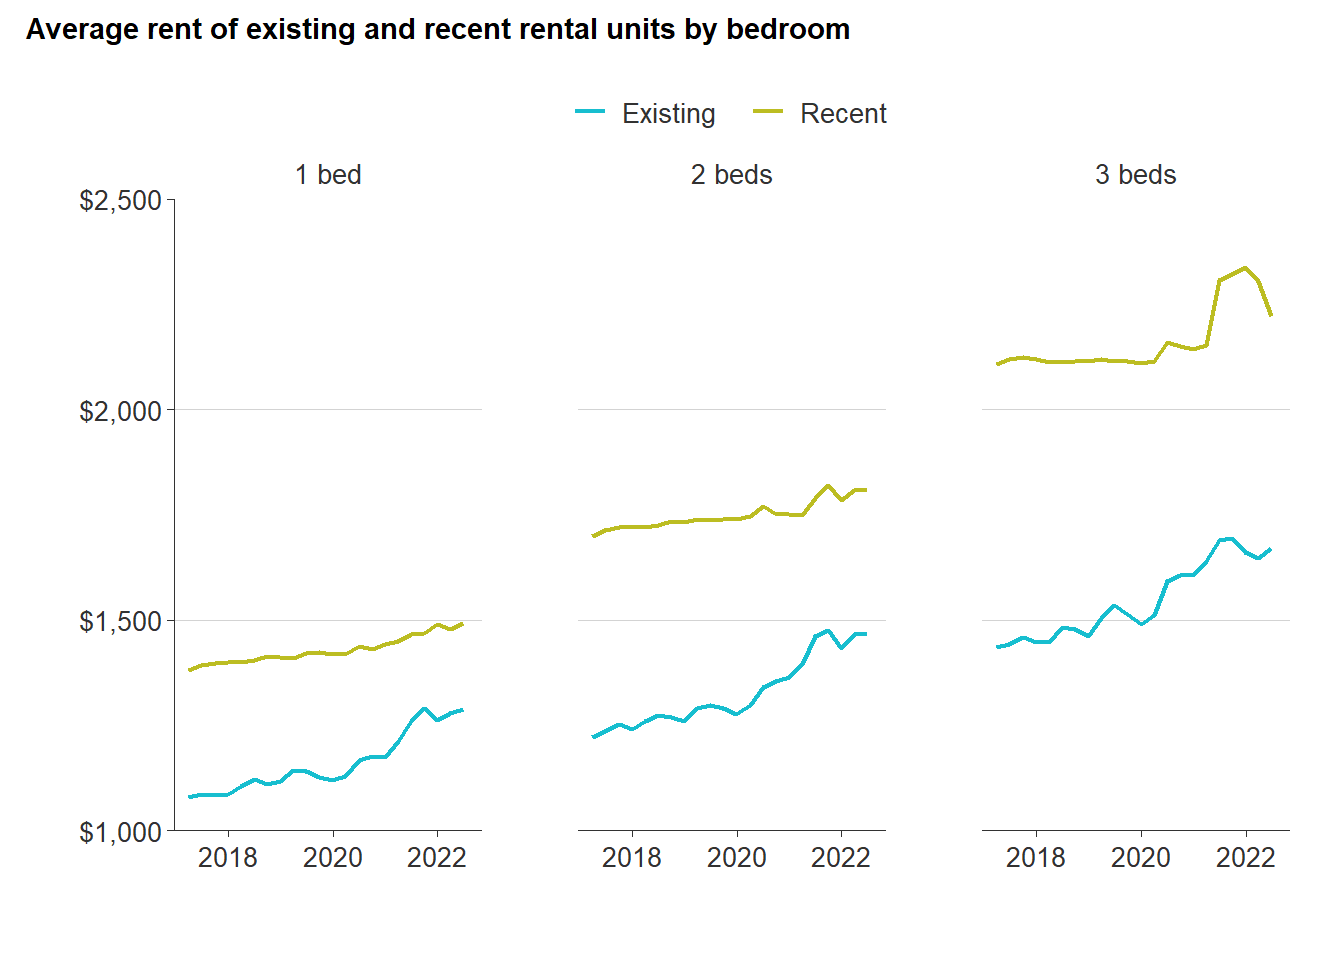 Average rent of existing and recent rental units by bedroom
Existing Recent
1 bed 2 beds 3 beds
$2,500
$2,000
$1,500
$1,000
2018 2020 2022 2018 2020 2022 2018 2020 2022